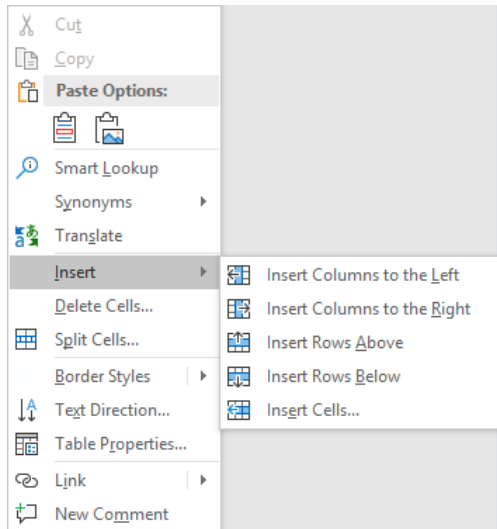 Cut
Copy
Paste Options:
Smart Lookup
Synonyms
Translate
Insert
Delete Cells...
Split Cells...
Border Styles
Text Direction...
Table Properties...
Link
New Comment
Insert Columns to the Left
Insert Columns to the Right
Insert Rows Above
Insert Rows Below
Insert Cells...